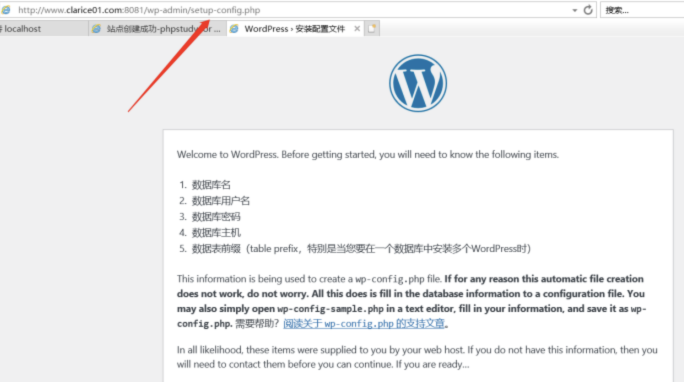 http://www.clarice01.com:8081/wp-admin/setup-config.php
搜索...
localhost
站点创建成功-phpstudy for ...
WordPress › 安装配置文件
Welcome to WordPress. Before getting started, you will need to know the following items.
1. 数据库名
2. 数据库用户名
3. 数据库密码
4. 数据库主机
5. 数据表前缀（table prefix，特别是当您要在一个数据库中安装多个WordPress时）
This information is being used to create a wp-config.php file. If for any reason this automatic file creation
does not work, do not worry. All this does is fill in the database information to a configuration file. You
may also simply open wp-config-sample.php in a text editor, fill in your information, and save it as wp-
config.php. 需要帮助？阅读关于 wp-config.php 的支持文章。
In all likelihood, these items were supplied to you by your web host. If you do not have this information, then you
will need to contact them before you can continue. If you are ready...